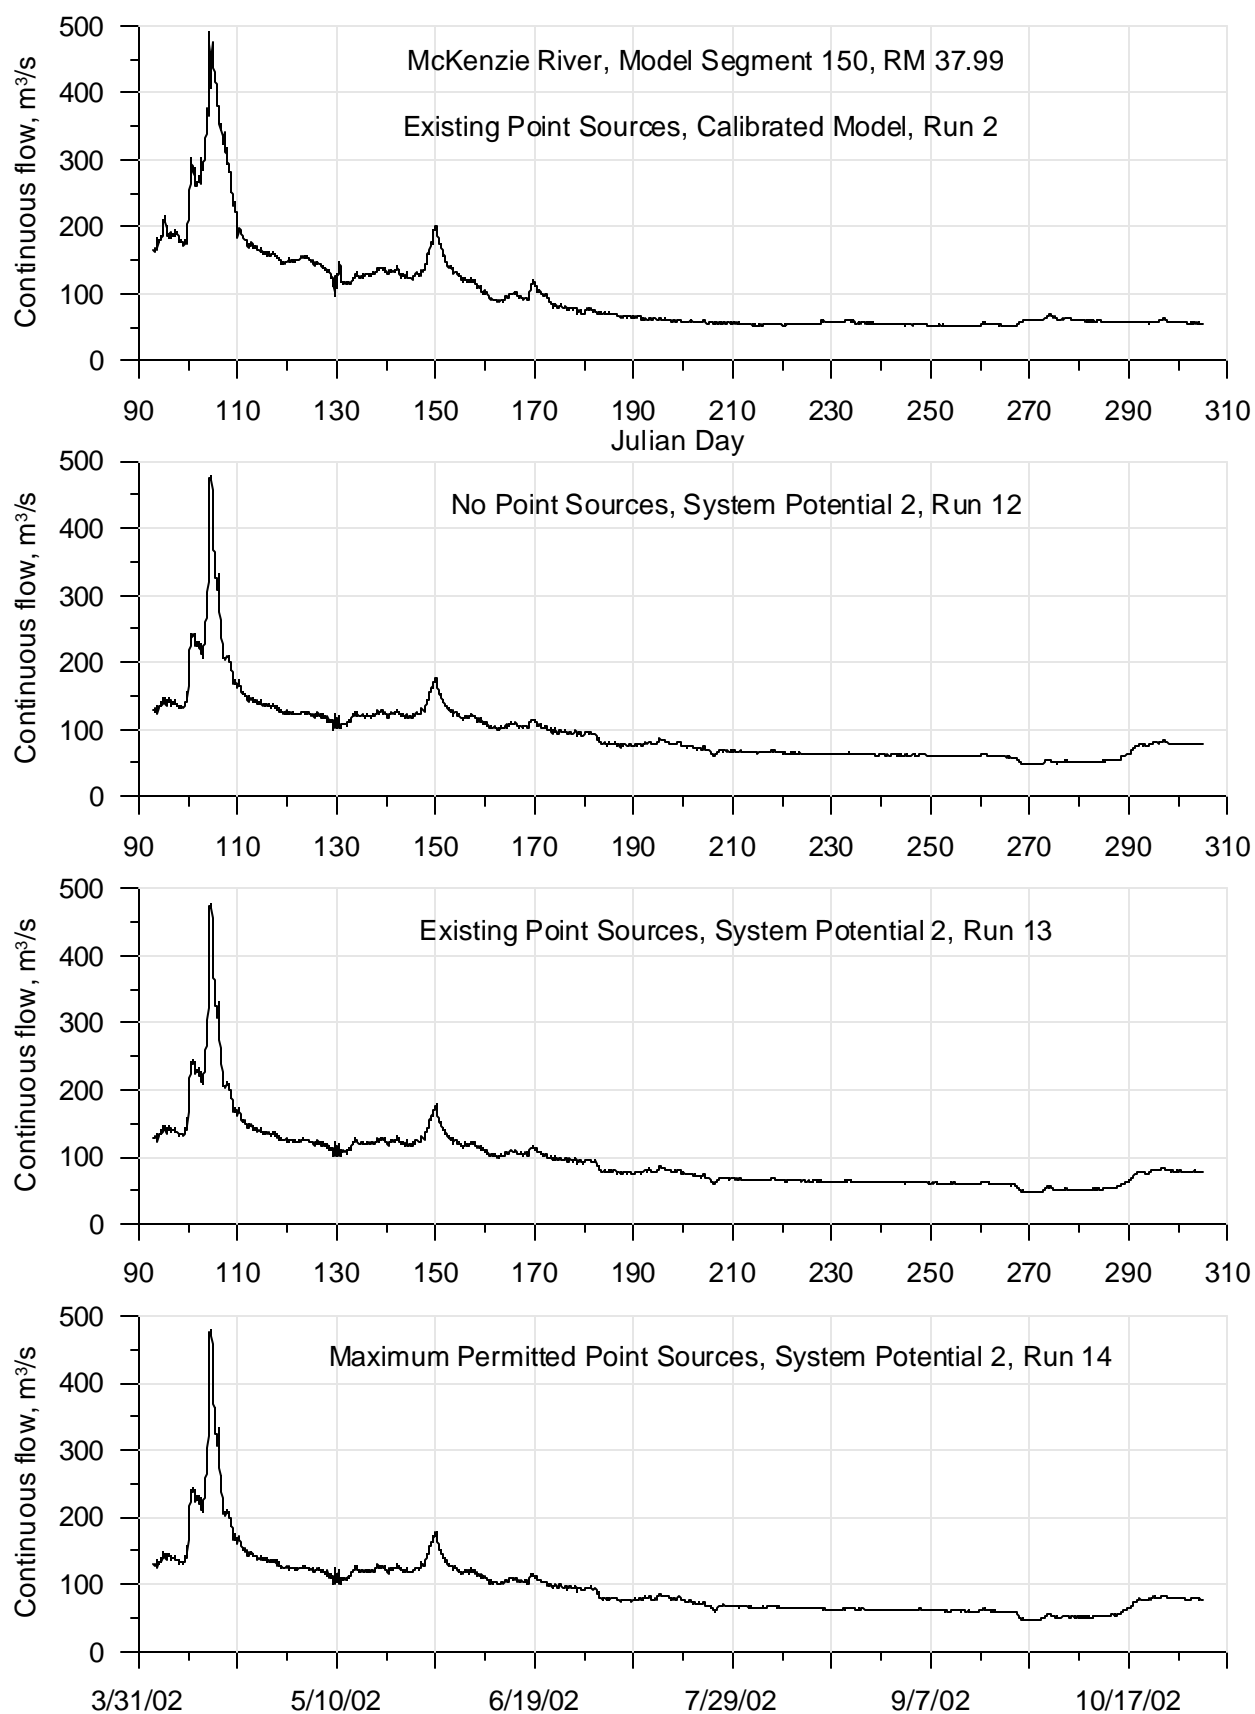 McKenzie River, Model Segment 150, RM 37.99
Existing Point Sources, Calibrated Model, Run 2
Continuous flow, m³/s
500
400
300
200
100
0
90 110 130 150 170 190 210 230 250 270 290 310
Julian Day
No Point Sources, System Potential 2, Run 12
Continuous flow, m³/s
500
400
300
200
100
0
90 110 130 150 170 190 210 230 250 270 290 310
Existing Point Sources, System Potential 2, Run 13
Continuous flow, m³/s
500
400
300
200
100
0
90 110 130 150 170 190 210 230 250 270 290 310
Maximum Permitted Point Sources, System Potential 2, Run 14
Continuous flow, m³/s
500
400
300
200
100
0
3/31/02 5/10/02 6/19/02 7/29/02 9/7/02 10/17/02